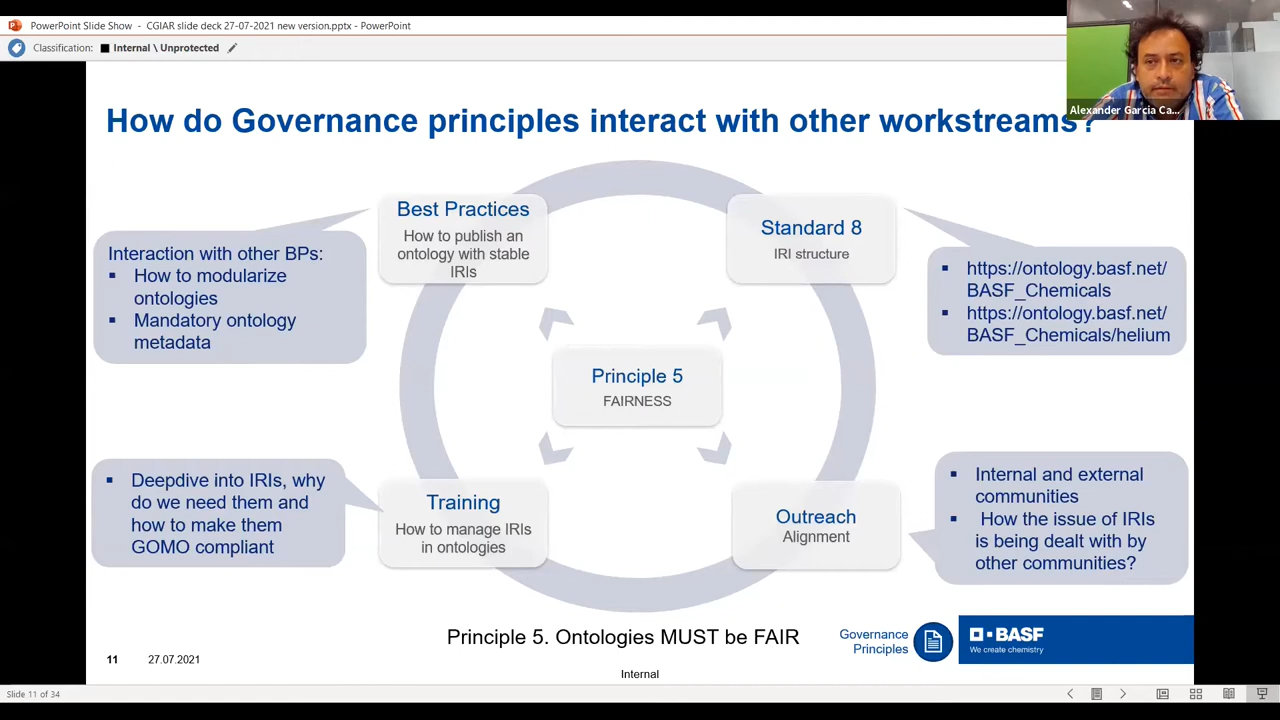 PowerPoint Slide Show - CGIAR slide deck 27-07-2021 new version.pptx - PowerPoint
Classification: Internal \ Unprotected
Alexander Garcia Ca...
How do Governance principles interact with other workstreams?
Best Practices
How to publish an
ontology with stable
IRIs
Standard 8
IRI structure
Interaction with other BPs:
▪ How to modularize
ontologies
▪ Mandatory ontology
metadata
▪ https://ontology.basf.net/
BASF_Chemicals
▪ https://ontology.basf.net/
BASF_Chemicals/helium
Principle 5
FAIRNESS
▪ Deepdive into IRIs, why
do we need them and
how to make them
GOMO compliant
Training
How to manage IRIs
in ontologies
Outreach
Alignment
▪ Internal and external
communities
▪ How the issue of IRIs
is being dealt with by
other communities?
Principle 5. Ontologies MUST be FAIR
Governance
Principles
BASF
We create chemistry
11
27.07.2021
Internal
Slide 11 of 34